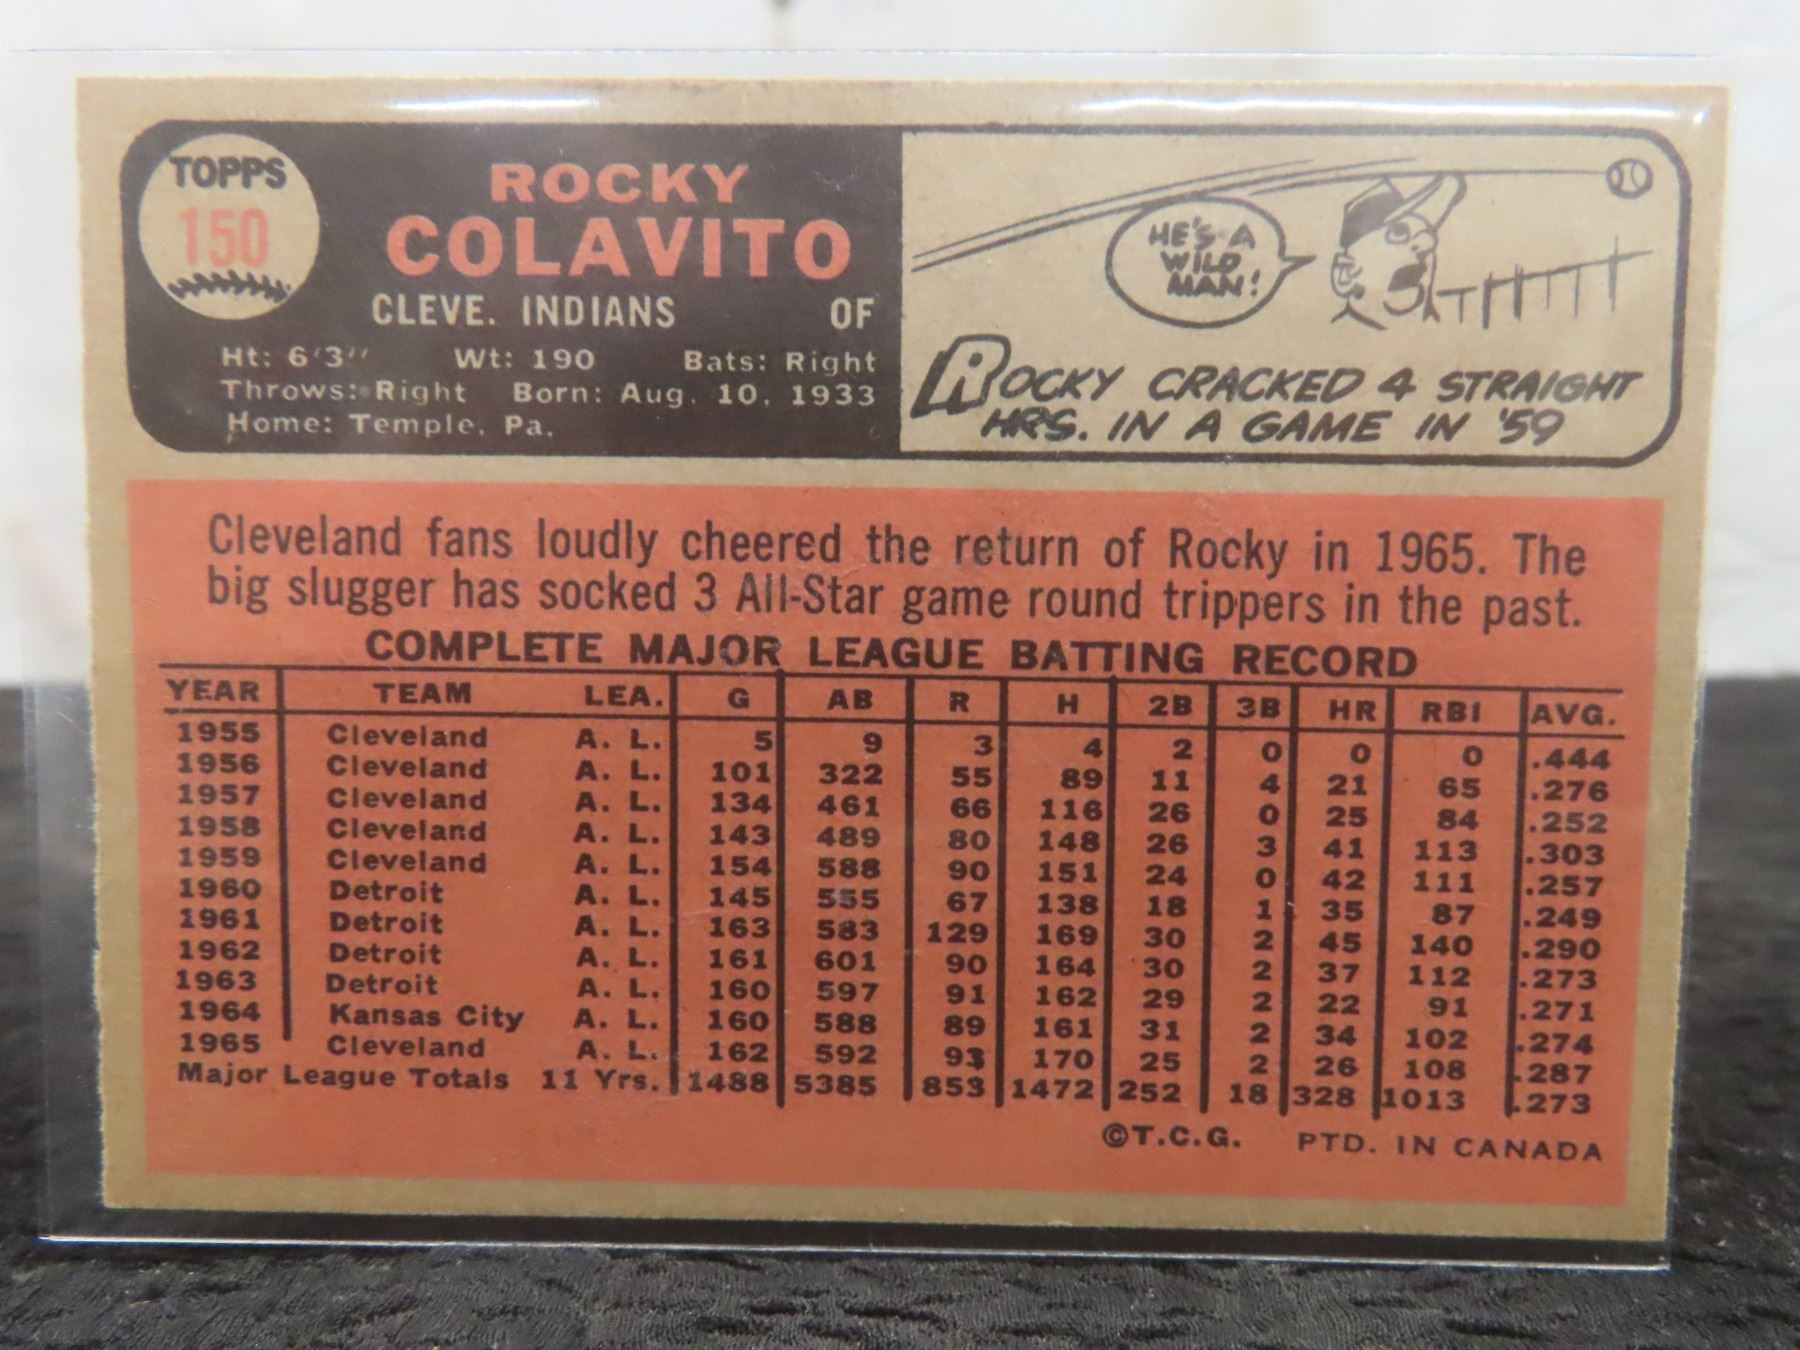 TOPPS
150
ROCKY
COLAVITO
CLEVE. INDIANS OF
Ht: 6'3" Wt: 190 Bats: Right
Throws: Right Born: Aug. 10, 1933
Home: Temple, Pa.
HE'S A
WILD
MAN!
ROCKY CRACKED 4 STRAIGHT
HRS. IN A GAME IN '59
Cleveland fans loudly cheered the return of Rocky in 1965. The
big slugger has socked 3 All-Star game round trippers in the past.
COMPLETE MAJOR LEAGUE BATTING RECORD
YEAR TEAM LEA. G AB R H 2B 3B HR RBI AVG.
1955 Cleveland A. L. 5 9 3 4 2 0 0 0 .444
1956 Cleveland A. L. 101 322 55 89 11 4 21 65 .276
1957 Cleveland A. L. 134 461 66 116 26 0 25 84 .252
1958 Cleveland A. L. 143 489 80 148 26 3 41 113 .303
1959 Cleveland A. L. 154 588 90 151 24 0 42 111 .257
1960 Detroit A. L. 145 555 67 138 18 1 35 87 .249
1961 Detroit A. L. 163 583 129 169 30 2 45 140 .290
1962 Detroit A. L. 161 601 90 164 30 2 37 112 .273
1963 Detroit A. L. 160 597 91 162 29 2 22 91 .271
1964 Kansas City A. L. 160 588 89 161 31 2 34 102 .274
1965 Cleveland A. L. 162 592 93 170 25 2 26 108 .287
Major League Totals 11 Yrs. 1488 5385 853 1472 252 18 328 1013 .273
©T.C.G. PTD. IN CANADA